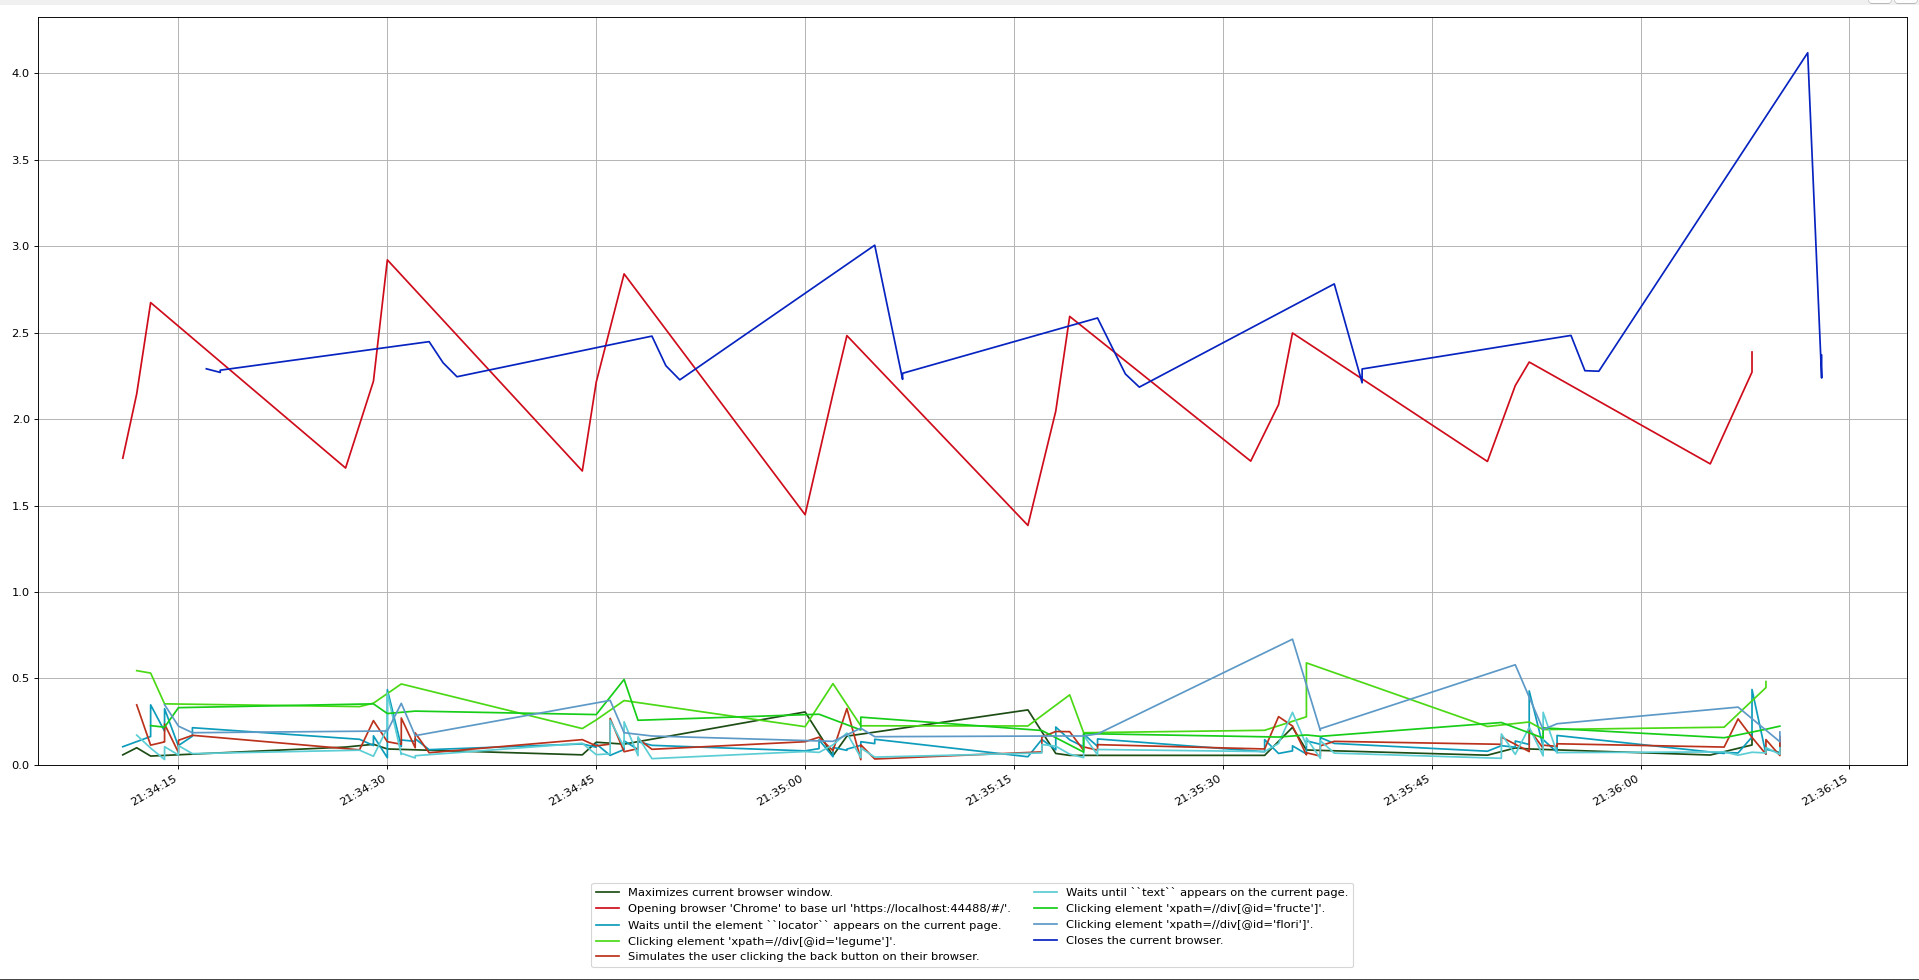 4.0
3.5
3.0
2.5
2.0
1.5
1.0
0.5
0.0
21:34:15
21:34:30
21:34:45
21:35:00
21:35:15
21:35:30
21:35:45
21:36:00
21:36:15
Maximizes current browser window.
Opening browser 'Chrome' to base url 'https://localhost:44488/#/'.
Waits until the element ``locator`` appears on the current page.
Clicking element 'xpath=//div[@id='legume']'.
Simulates the user clicking the back button on their browser.
Waits until ``text`` appears on the current page.
Clicking element 'xpath=//div[@id='fructe']'.
Clicking element 'xpath=//div[@id='flori']'.
Closes the current browser.